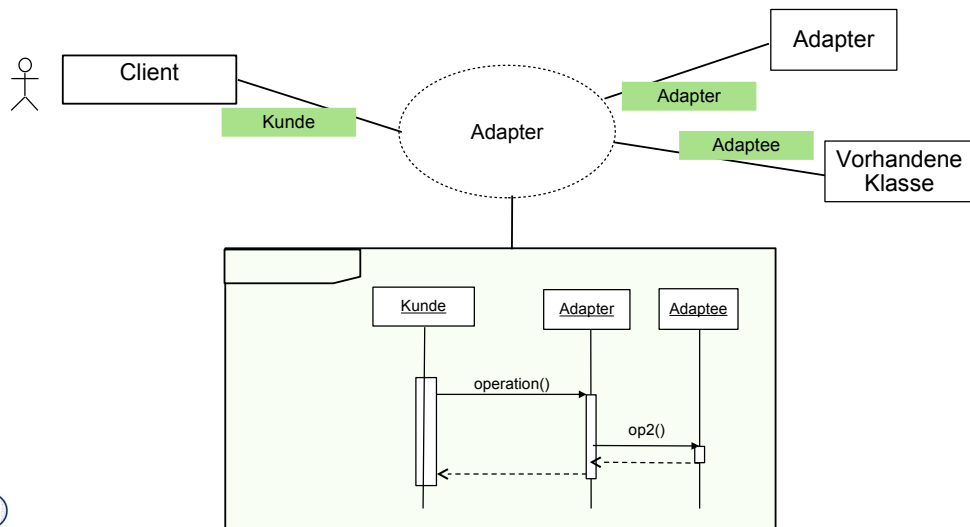 Adapter
Client
Adapter
Kunde
Adapter
Adaptee
Vorhandene
Klasse
Kunde
Adapter
Adaptee
operation()
op2()